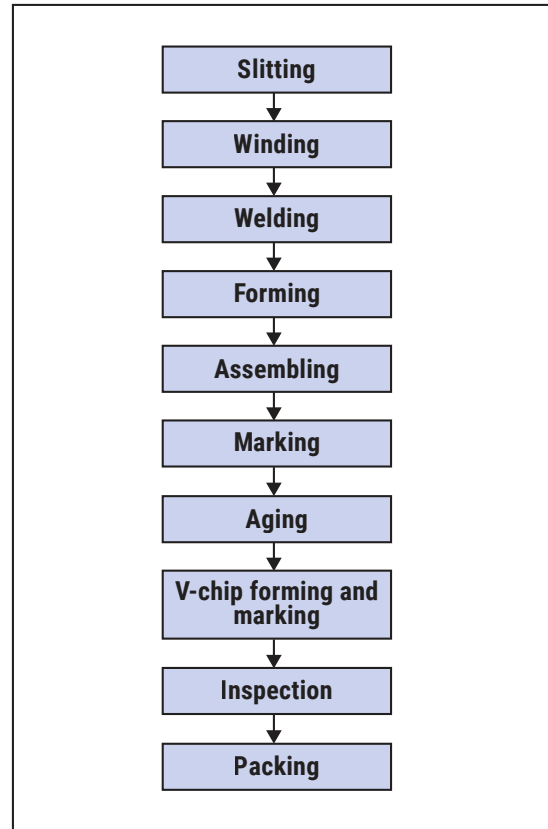 Slitting
Winding
Welding
Forming
Assembling
Marking
Aging
V-chip forming and
marking
Inspection
Packing